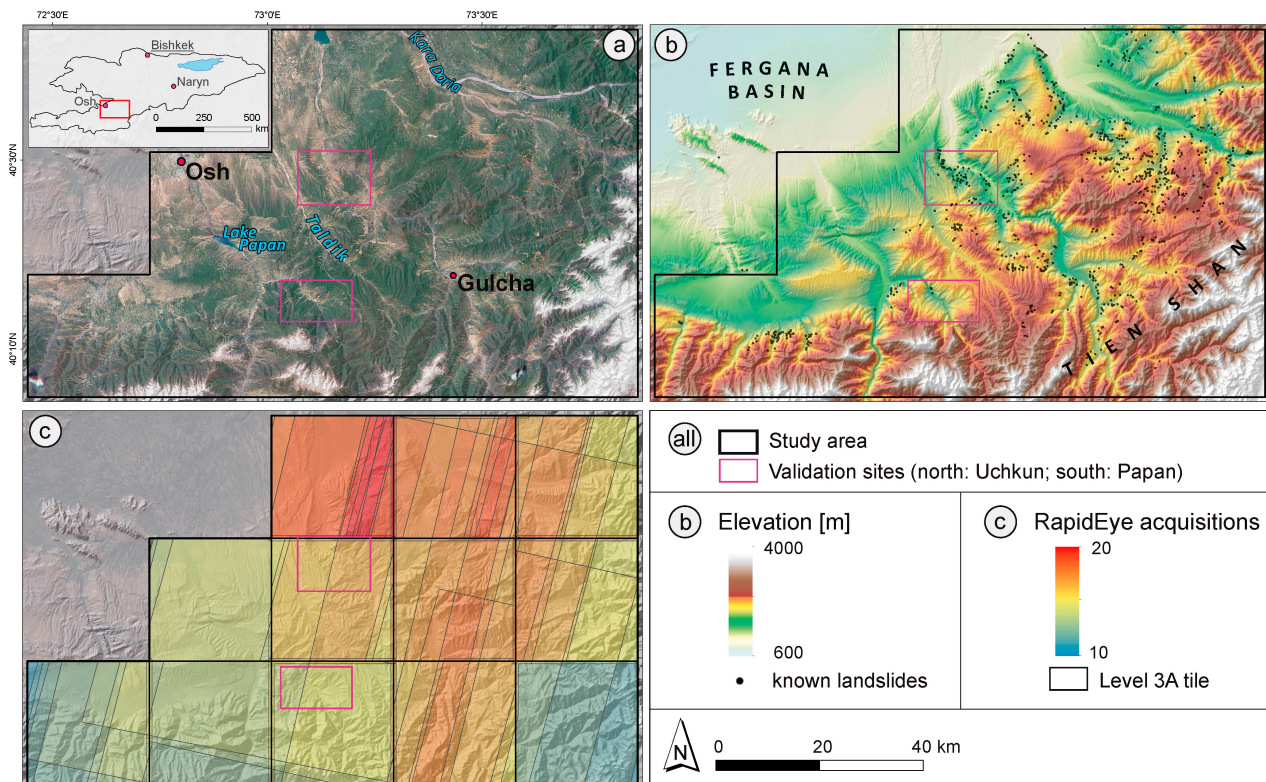 72°30'E
73°0'E
73°30'E
40°30'N
40°10'N
a
Bishkek
Naryn
Osh
0 250 500
km
Kara Daria
Osh
Lake
Papan
Taldik
Gulcha
b
FERGANA
BASIN
TIEN SHAN
c
all
Study area
Validation sites (north: Uchkun; south: Papan)
b
Elevation [m]
4000
600
known landslides
c
RapidEye acquisitions
20
10
Level 3A tile
N
0 20 40 km